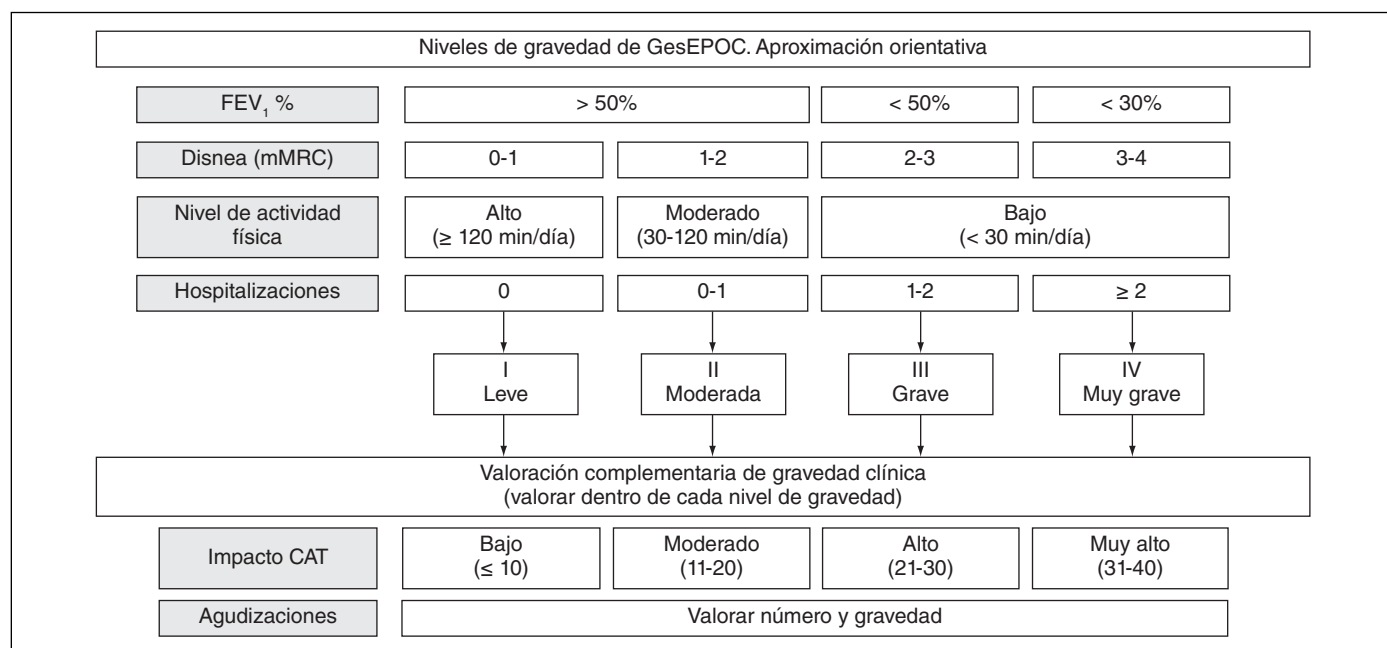 Niveles de gravedad de GesEPOC. Aproximación orientativa
FEV₁ %
> 50%
< 50%
< 30%
Disnea (mMRC)
0-1
1-2
2-3
3-4
Nivel de actividad
física
Alto
(≥ 120 min/día)
Moderado
(30-120 min/día)
Bajo
(< 30 min/día)
Hospitalizaciones
0
0-1
1-2
≥ 2
I
Leve
II
Moderada
III
Grave
IV
Muy grave
Valoración complementaria de gravedad clínica
(valorar dentro de cada nivel de gravedad)
Impacto CAT
Bajo
(≤ 10)
Moderado
(11-20)
Alto
(21-30)
Muy alto
(31-40)
Agudizaciones
Valorar número y gravedad